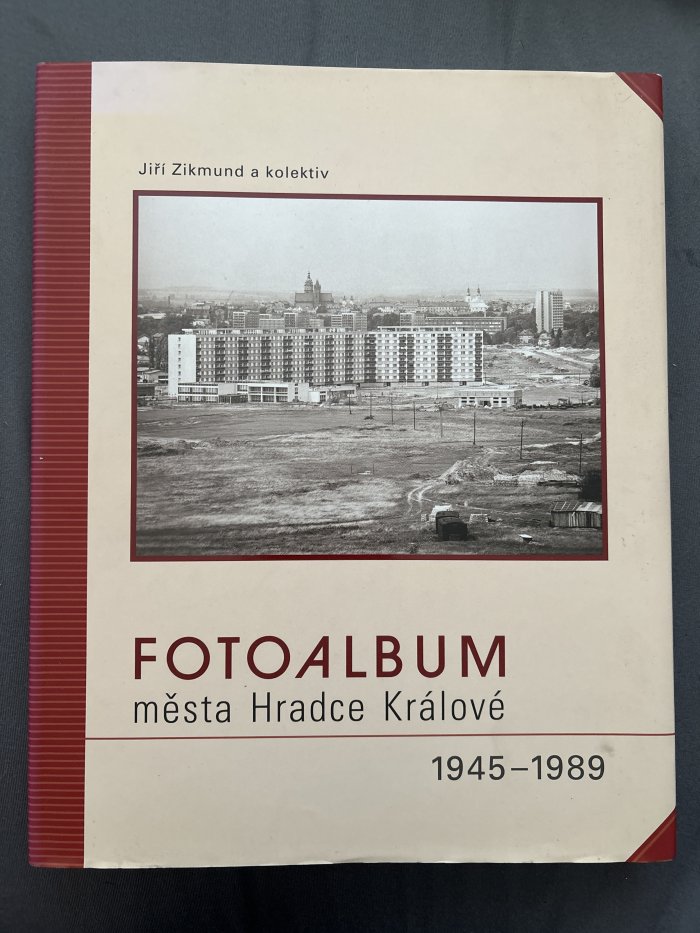 Jiří Zikmund a kolektiv
FOTOALBUM
města Hradce Králové
1945–1989